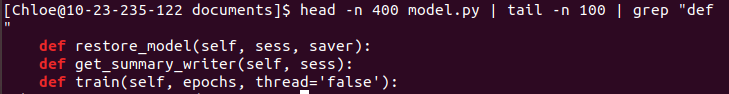 [Chloe@10-23-235-122 documents]$ head -n 400 model.py | tail -n 100 | grep "def
"
    def restore_model(self, sess, saver):
    def get_summary_writer(self, sess):
    def train(self, epochs, thread='false'):